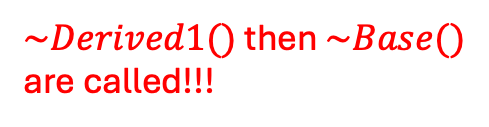 ~Derived1() then ~Base()
are called!!!